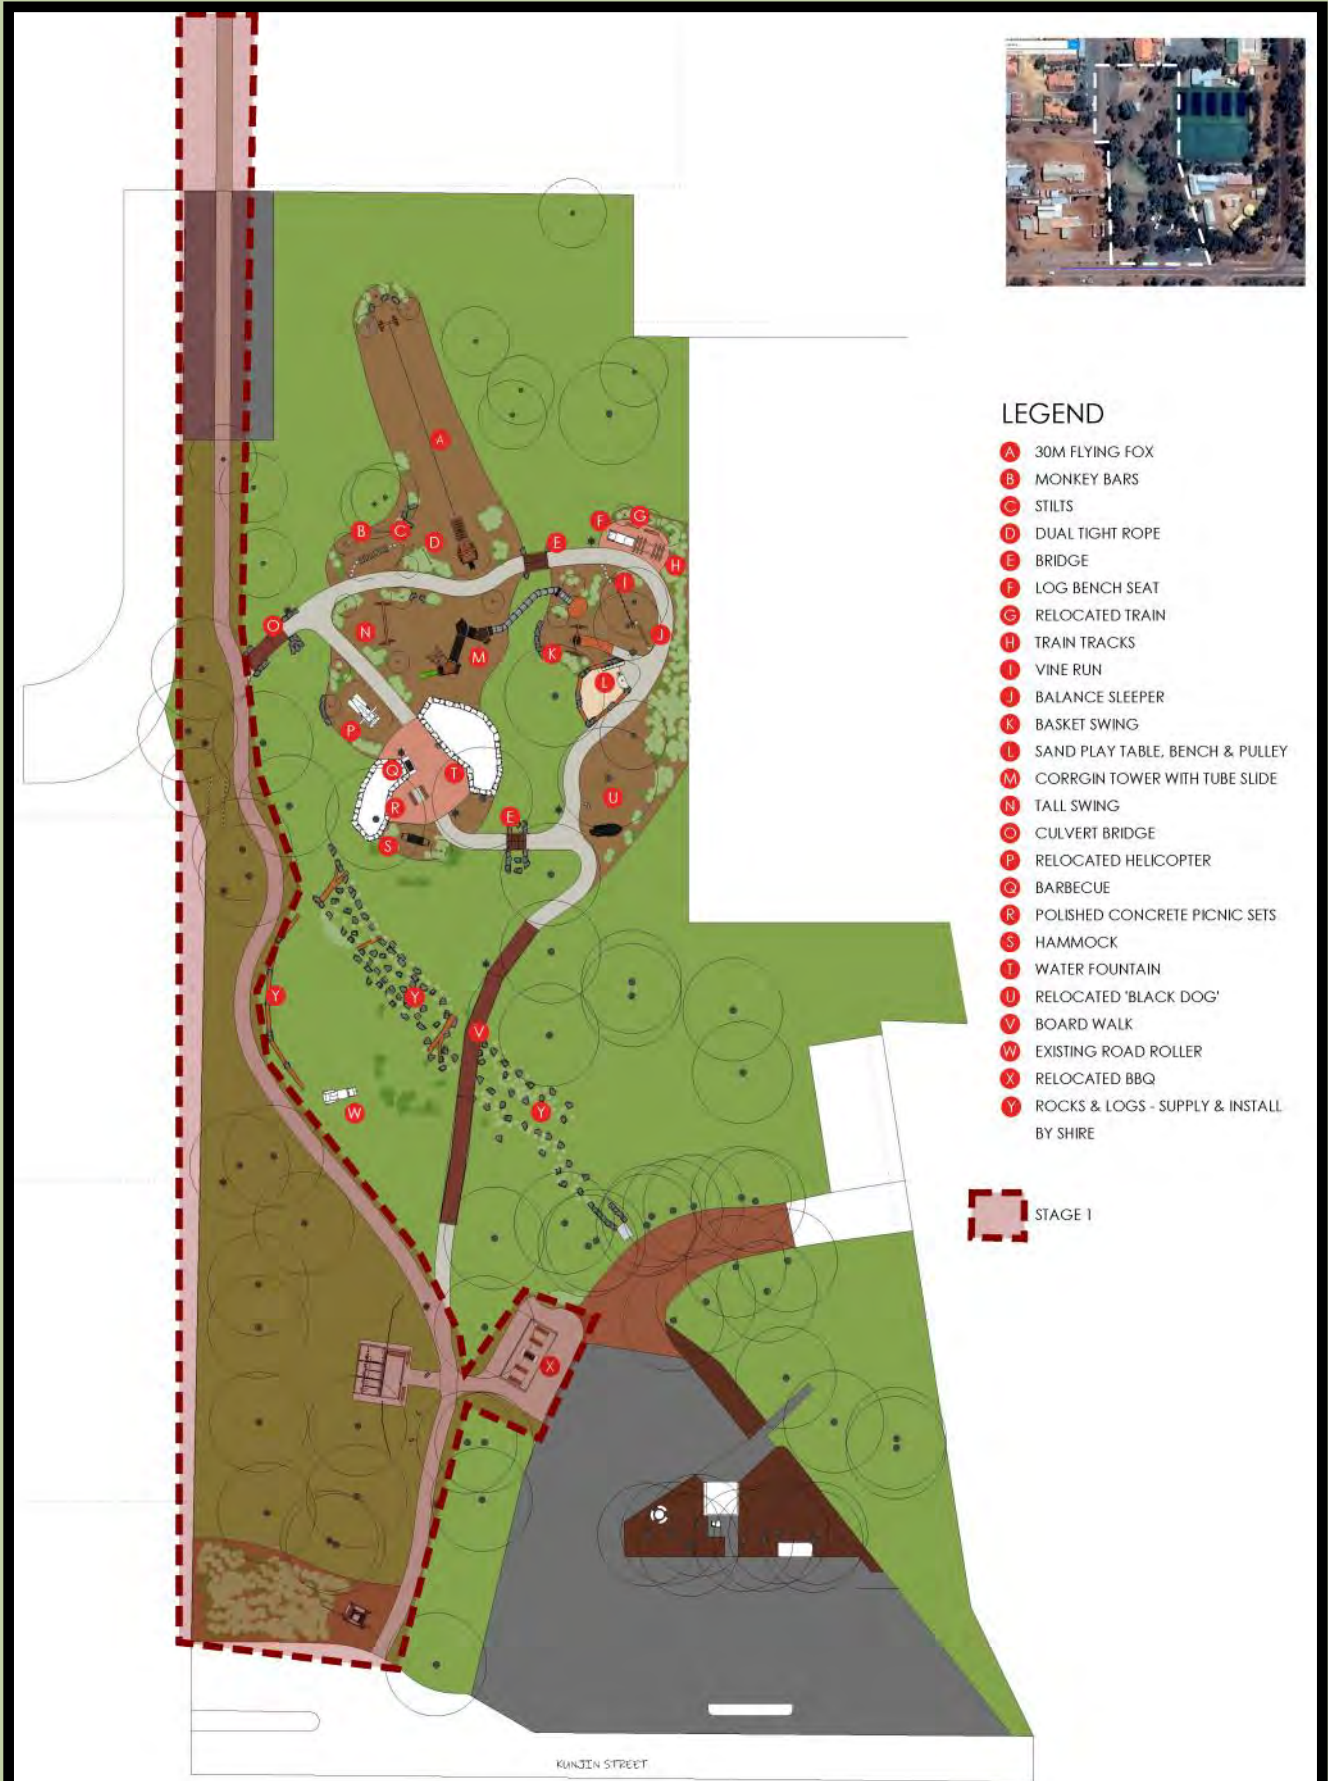 LEGEND
A 30M FLYING FOX
B MONKEY BARS
C STILTS
D DUAL TIGHT ROPE
E BRIDGE
F LOG BENCH SEAT
G RELOCATED TRAIN
H TRAIN TRACKS
I VINE RUN
J BALANCE SLEEPER
K BASKET SWING
L SAND PLAY TABLE, BENCH & PULLEY
M CORRGIN TOWER WITH TUBE SLIDE
N TALL SWING
O CULVERT BRIDGE
P RELOCATED HELICOPTER
Q BARBECUE
R POLISHED CONCRETE PICNIC SETS
S HAMMOCK
T WATER FOUNTAIN
U RELOCATED 'BLACK DOG'
V BOARD WALK
W EXISTING ROAD ROLLER
X RELOCATED BBQ
Y ROCKS & LOGS - SUPPLY & INSTALL
BY SHIRE
STAGE 1
A
B
C
D
E
F
G
H
I
J
K
L
M
N
O
P
Q
R
S
T
U
E
Y
Y
V
W
Y
X
KUNJIN STREET